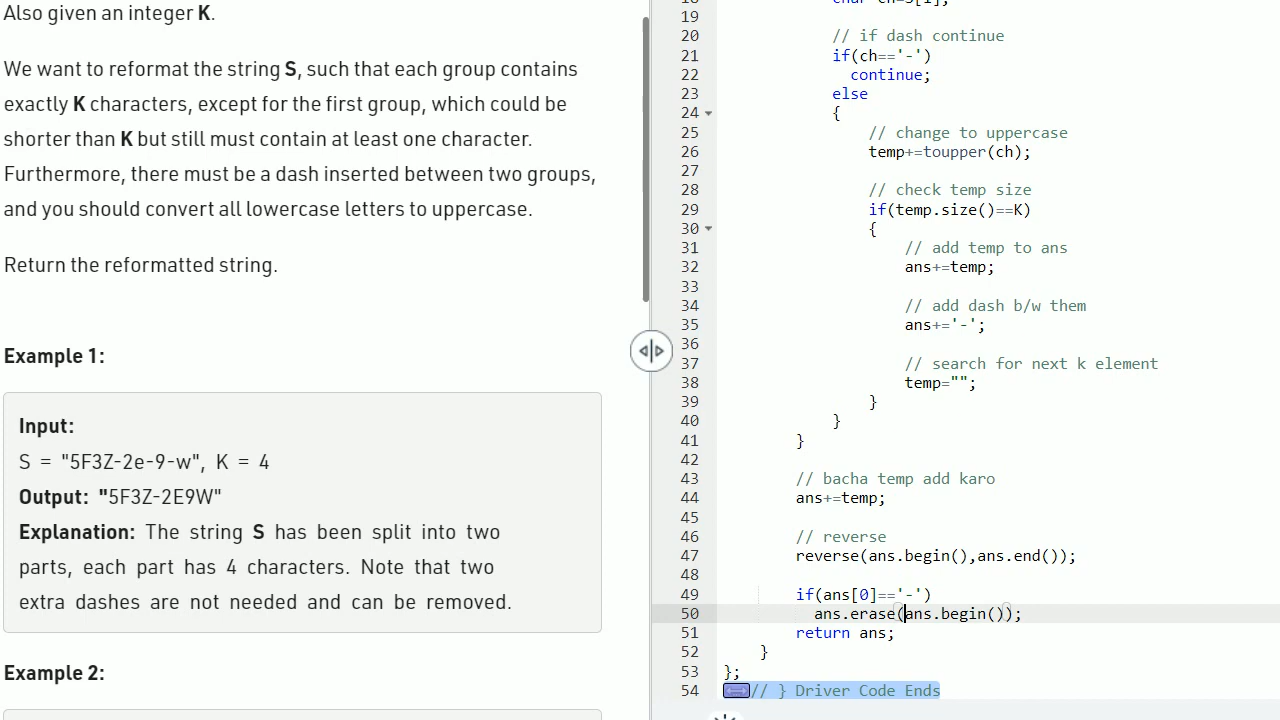 Also given an integer K.
We want to reformat the string S, such that each group contains
exactly K characters, except for the first group, which could be
shorter than K but still must contain at least one character.
Furthermore, there must be a dash inserted between two groups,
and you should convert all lowercase letters to uppercase.
Return the reformatted string.
Example 1:
Input:
S = "5F3Z-2e-9-w", K = 4
Output: "5F3Z-2E9W"
Explanation: The string S has been split into two
parts, each part has 4 characters. Note that two
extra dashes are not needed and can be removed.
Example 2:
18 char ch=S[i];
19
20 // if dash continue
21 if(ch=='-')
22 continue;
23 else
24 {
25 // change to uppercase
26 temp+=toupper(ch);
27
28 // check temp size
29 if(temp.size()==K)
30 {
31 // add temp to ans
32 ans+=temp;
33
34 // add dash b/w them
35 ans+='-';
36
37 // search for next k element
38 temp="";
39 }
40 }
41 }
42
43 // bacha temp add karo
44 ans+=temp;
45
46 // reverse
47 reverse(ans.begin(),ans.end());
48
49 if(ans[0]=='-')
50 ans.erase(ans.begin());
51 return ans;
52 }
53 };
54 // } Driver Code Ends